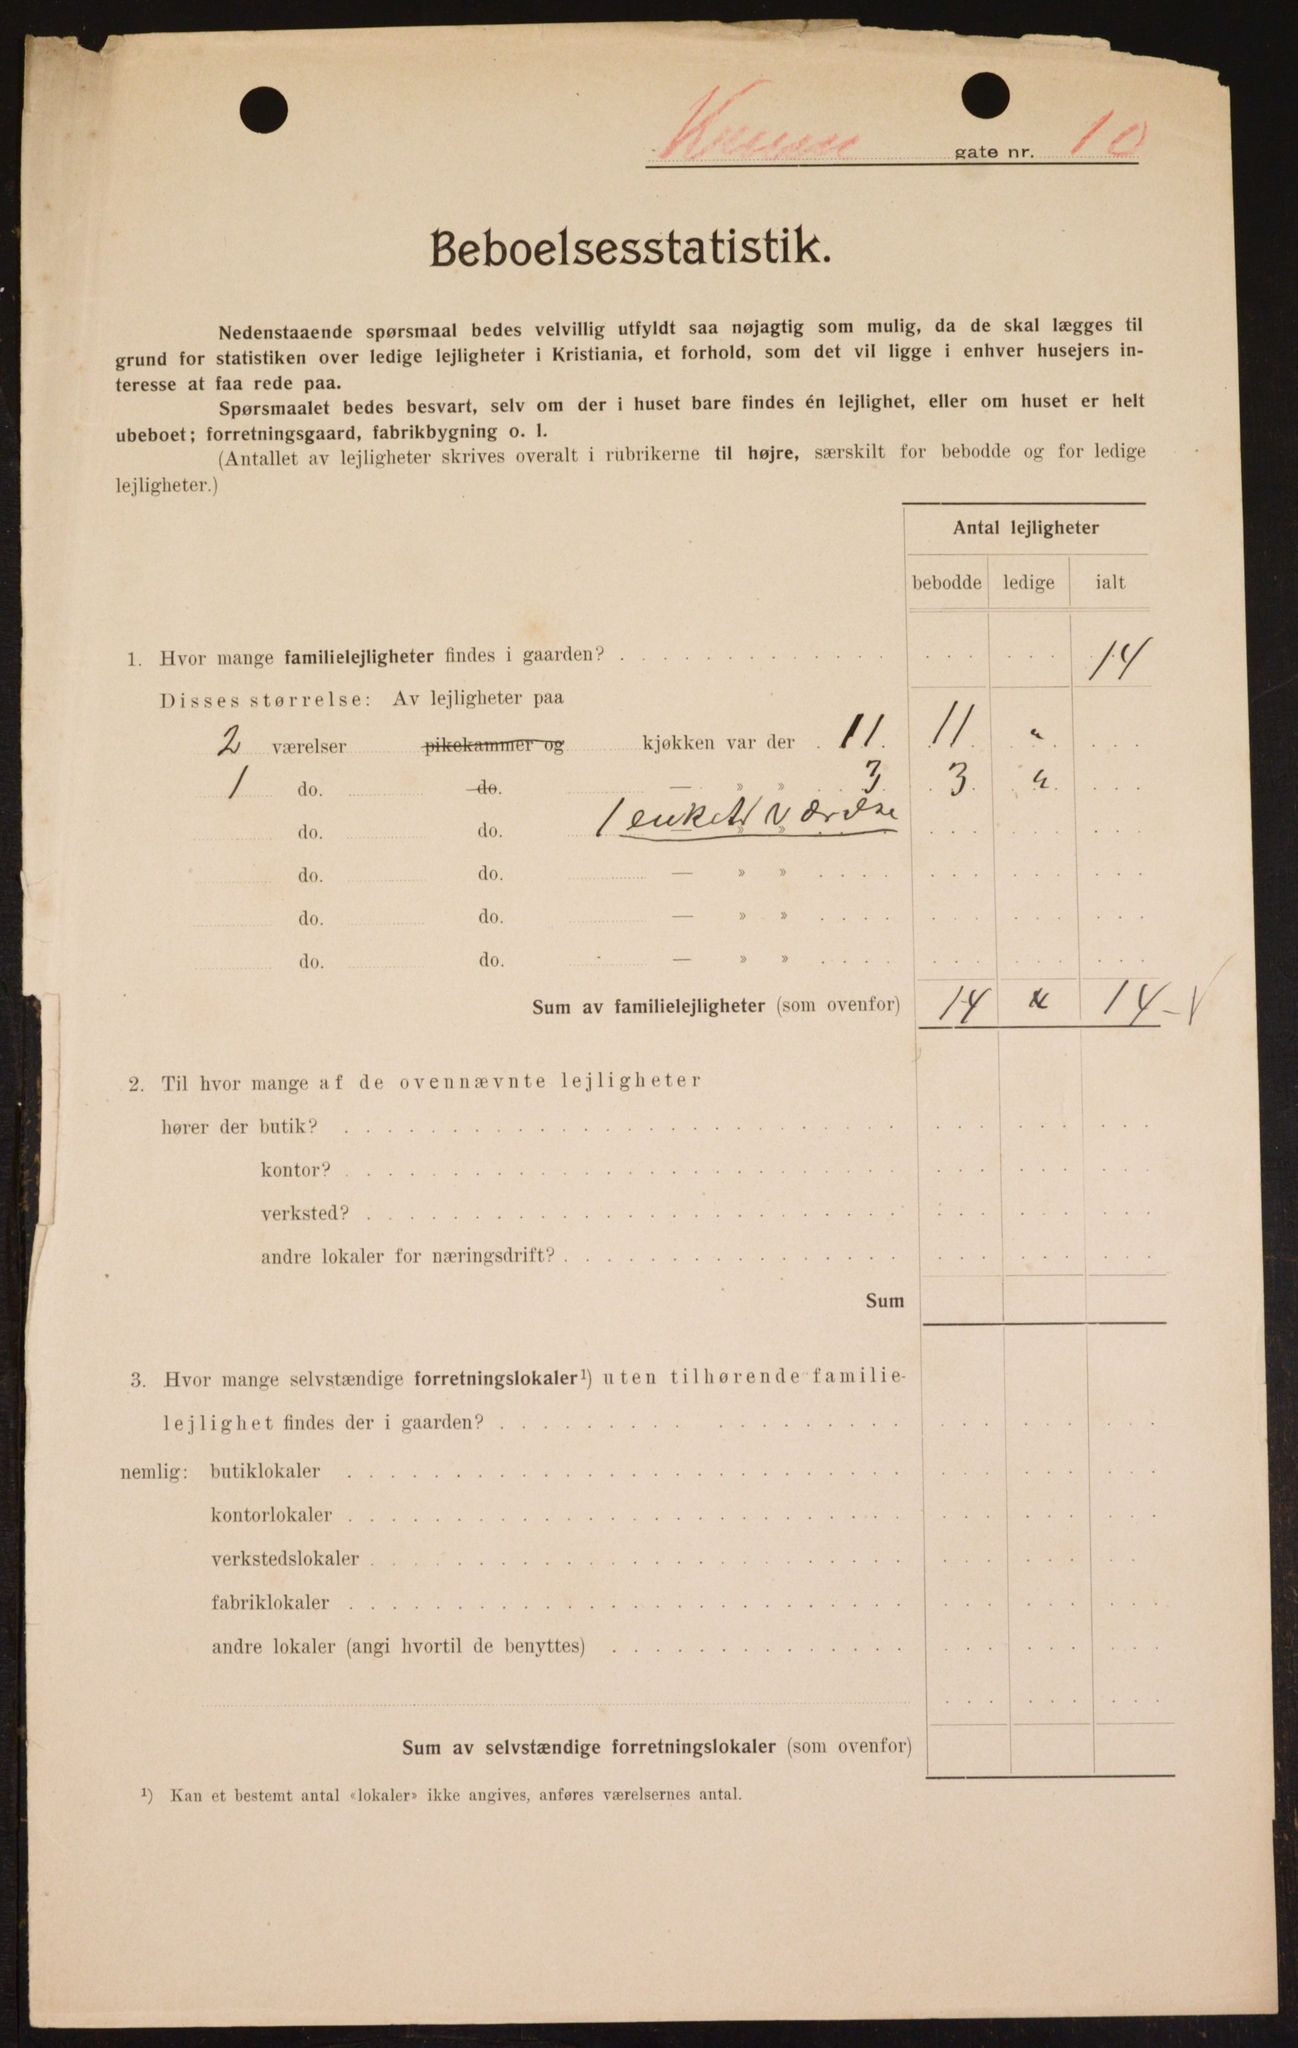 gate nr. 10
Beboelsesstatistik.
Nedenstaaende spørsmaal bedes velvillig utfyldt saa nøjagtig som mulig, da de skal lægges til
grund for statistiken over ledige lejligheter i Kristiania, et forhold, som det vil ligge i enhver husejers in-
teresse at faa rede paa.
Spørsmaalet bedes besvart, selv om der i huset bare findes én lejlighet, eller om huset er helt
ubeboet; forretningsgaard, fabrikbygning o. l.
(Antallet av lejligheter skrives overalt i rubrikerne til højre, særskilt for bebodde og for ledige
lejligheter.)
Antal lejligheter
bebodde ledige ialt
1. Hvor mange familielejligheter findes i gaarden? 14
Disses størrelse: Av lejligheter paa
2 værelser pikekammer og kjøkken var der 11. 11 "
1 do. do. — » » 3 3 "
do. do. 1 enkelt værelse
do. do. — » »
do. do. — » »
do. do. — » »
Sum av familielejligheter (som ovenfor) 14 " 14
2. Til hvor mange af de ovennævnte lejligheter
hører der butik?
kontor?
verksted?
andre lokaler for næringsdrift?
Sum
3. Hvor mange selvstændige forretningslokaler¹) uten tilhørende familie-
lejlighet findes der i gaarden?
nemlig: butiklokaler
kontorlokaler
verkstedslokaler
fabriklokaler
andre lokaler (angi hvortil de benyttes)
Sum av selvstændige forretningslokaler (som ovenfor)
¹) Kan et bestemt antal «lokaler» ikke angives, anføres værelsernes antal.